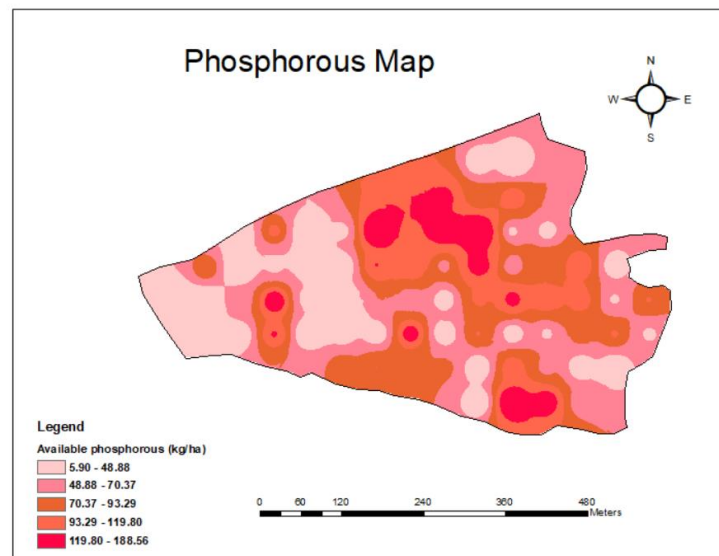 Phosphorous Map
N
W E
S
Legend
Available phosphorous (kg/ha)
5.90 - 48.88
48.88 - 70.37
70.37 - 93.29
93.29 - 119.80
119.80 - 188.56
0 60 120 240 360 480
Meters